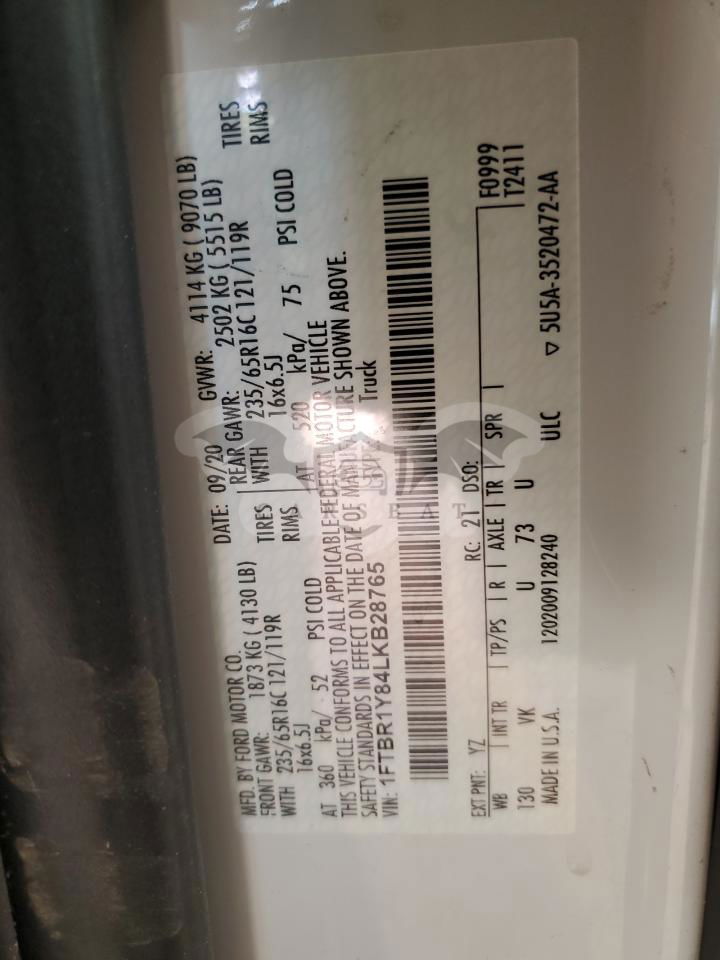 MFD. BY FORD MOTOR CO. DATE: 09/20 GVWR: 4114 KG ( 9070 LB)
FRONT GAWR: 1873 KG ( 4130 LB) REAR GAWR: 2502 KG ( 5515 LB)
WITH 235/65R16C 121/119R TIRES WITH 235/65R16C 121/119R TIRES
16x6.5J RIMS 16x6.5J RIMS
AT 360 kPa/ 52 PSI COLD AT 520 kPa/ 75 PSI COLD
THIS VEHICLE CONFORMS TO ALL APPLICABLE FEDERAL MOTOR VEHICLE
SAFETY STANDARDS IN EFFECT ON THE DATE OF MANUFACTURE SHOWN ABOVE.
VIN: 1FTBR1Y84LKB28765 TYPE: Truck
EXT PNT: YZ RC: 21 DSO: F0999
WB INT TR TP/PS R AXLE TR SPR T2411
130 VK U 73 U
MADE IN U.S.A. 1202009128240 ULC ▽ 5U5A-3520472-AA